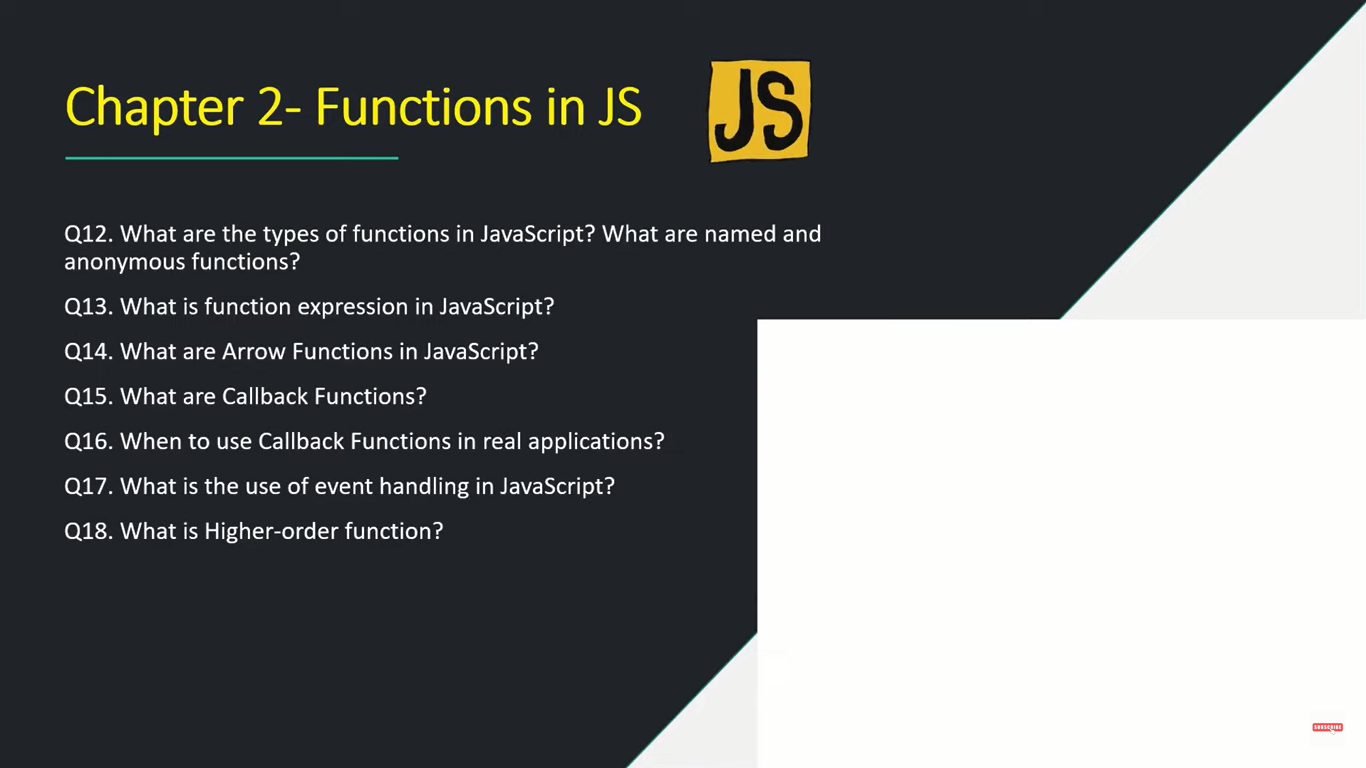 Chapter 2- Functions in JS
JS
Q12. What are the types of functions in JavaScript? What are named and
anonymous functions?
Q13. What is function expression in JavaScript?
Q14. What are Arrow Functions in JavaScript?
Q15. What are Callback Functions?
Q16. When to use Callback Functions in real applications?
Q17. What is the use of event handling in JavaScript?
Q18. What is Higher-order function?
SUBSCRIBE